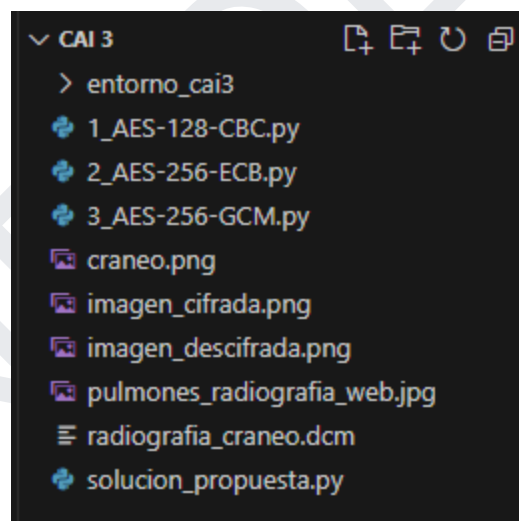 CAI 3
entorno_cai3
1_AES-128-CBC.py
2_AES-256-ECB.py
3_AES-256-GCM.py
craneo.png
imagen_cifrada.png
imagen_descifrada.png
pulmones_radiografia_web.jpg
radiografia_craneo.dcm
solucion_propuesta.py